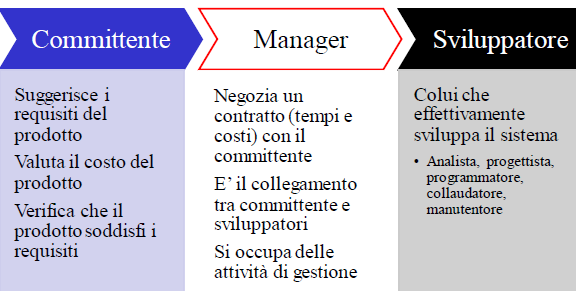 Committente
Suggerisce i
requisiti del
prodotto
Valuta il costo del
prodotto
Verifica che il
prodotto soddisfi i
requisiti
Manager
Negozia un
contratto (tempi e
costi) con il
committente
E’ il collegamento
tra committente e
sviluppatori
Si occupa delle
attività di gestione
Sviluppatore
Colui che
effettivamente
sviluppa il sistema
• Analista, progettista,
programmatore,
collaudatore,
manutentore